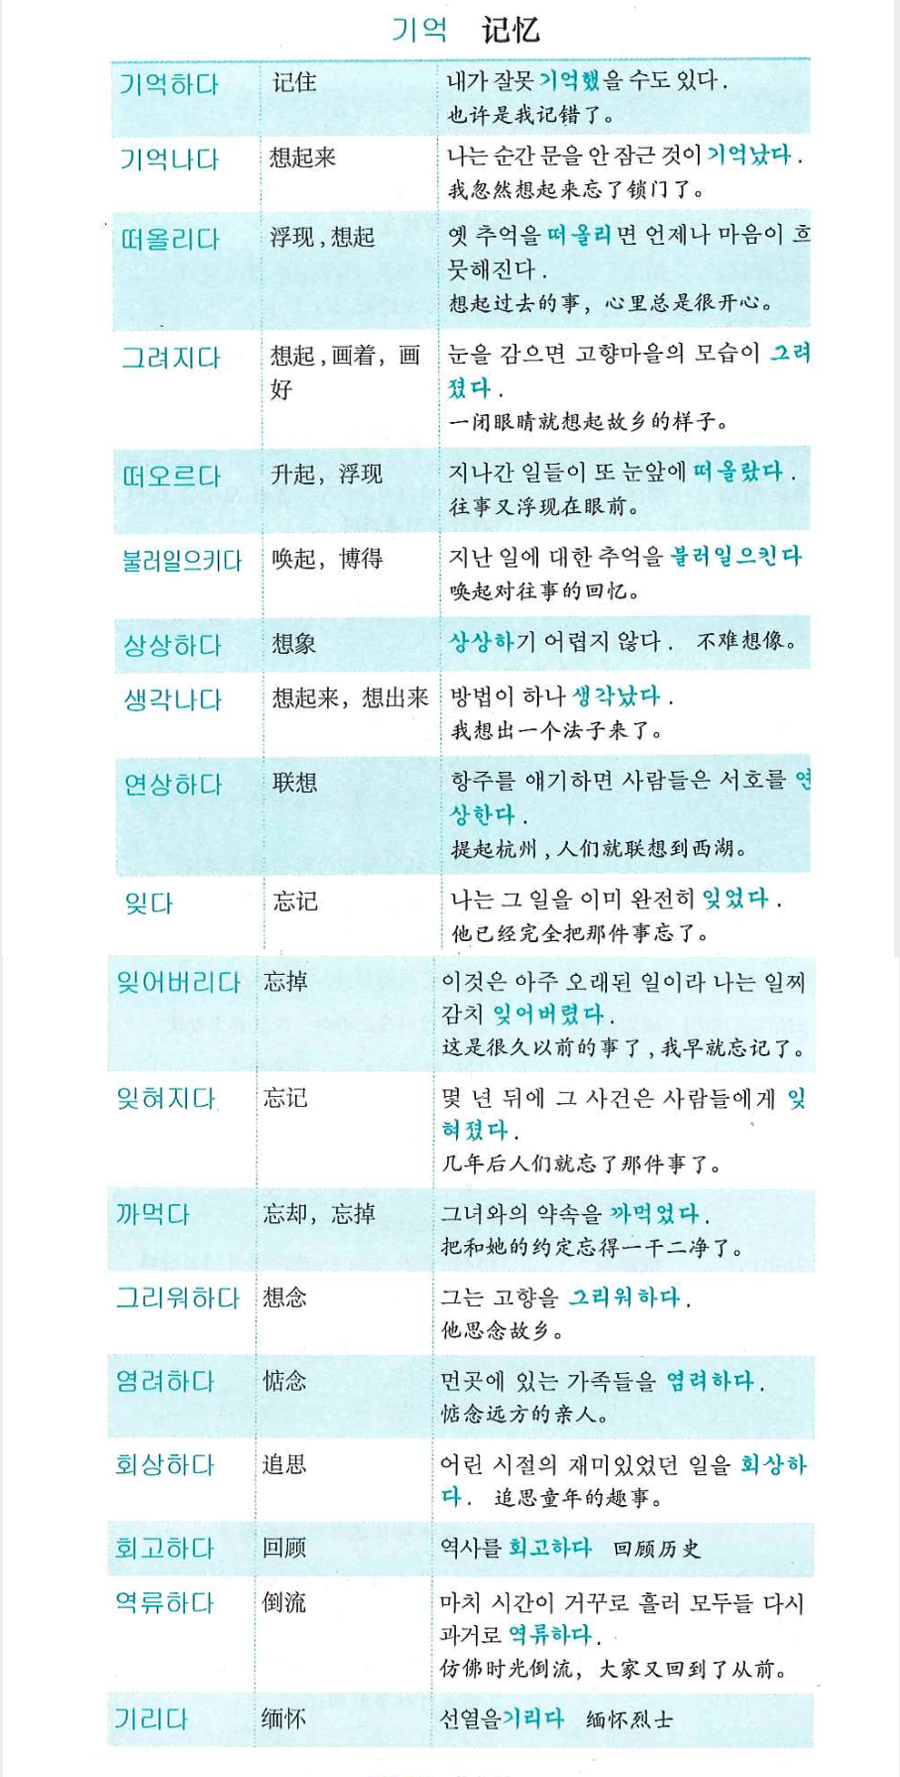 기억 记忆
기억하다 记住 내가 잘못 기억했을 수도 있다.
也许是我记错了。
기억나다 想起来 나는 순간 문을 안 잠근 것이 기억났다.
我忽然想起来忘了锁门了。
떠올리다 浮现,想起 옛 추억을 떠올리면 언제나 마음이 흐
뭇해진다.
想起过去的事，心里总是很开心。
그려지다 想起,画着，画 눈을 감으면 고향마을의 모습이 그려
好 졌다.
一闭眼睛就想起故乡的样子。
떠오르다 升起，浮现 지나간 일들이 또 눈앞에 떠올랐다.
往事又浮现在眼前。
불러일으키다 唤起，博得 지난 일에 대한 추억을 불러일으킨다
唤起对往事的回忆。
상상하다 想象 상상하기 어렵지 않다. 不难想像。
생각나다 想起来，想出来 방법이 하나 생각났다.
我想出一个法子来了。
연상하다 联想 항주를 얘기하면 사람들은 서호를 연
상한다.
提起杭州,人们就联想到西湖。
잊다 忘记 나는 그 일을 이미 완전히 잊었다.
他已经完全把那件事忘了。
잊어버리다 忘掉 이것은 아주 오래된 일이라 나는 일찌
감치 잊어버렸다.
这是很久以前的事了,我早就忘记了。
잊혀지다 忘记 몇 년 뒤에 그 사건은 사람들에게 잊
혀졌다.
几年后人们就忘了那件事了。
까먹다 忘却，忘掉 그녀와의 약속을 까먹었다.
把和她的约定忘得一干二净了。
그리워하다 想念 그는 고향을 그리워하다.
他思念故乡。
염려하다 惦念 먼곳에 있는 가족들을 염려하다.
惦念远方的亲人。
회상하다 追思 어린 시절의 재미있었던 일을 회상하
다. 追思童年的趣事。
회고하다 回顾 역사를 회고하다 回顾历史
역류하다 倒流 마치 시간이 거꾸로 흘러 모두들 다시
과거로 역류하다.
仿佛时光倒流，大家又回到了从前。
기리다 缅怀 선열을기리다 缅怀烈士